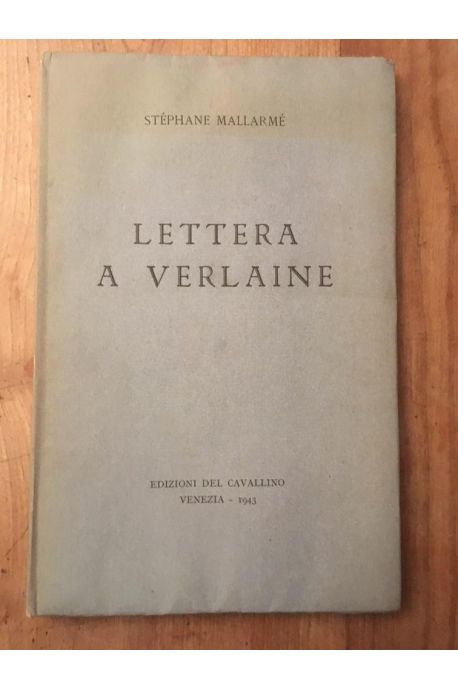 STÉPHANE MALLARMÉ
LETTERA
A VERLAINE
EDIZIONI DEL CAVALLINO
VENEZIA - 1943